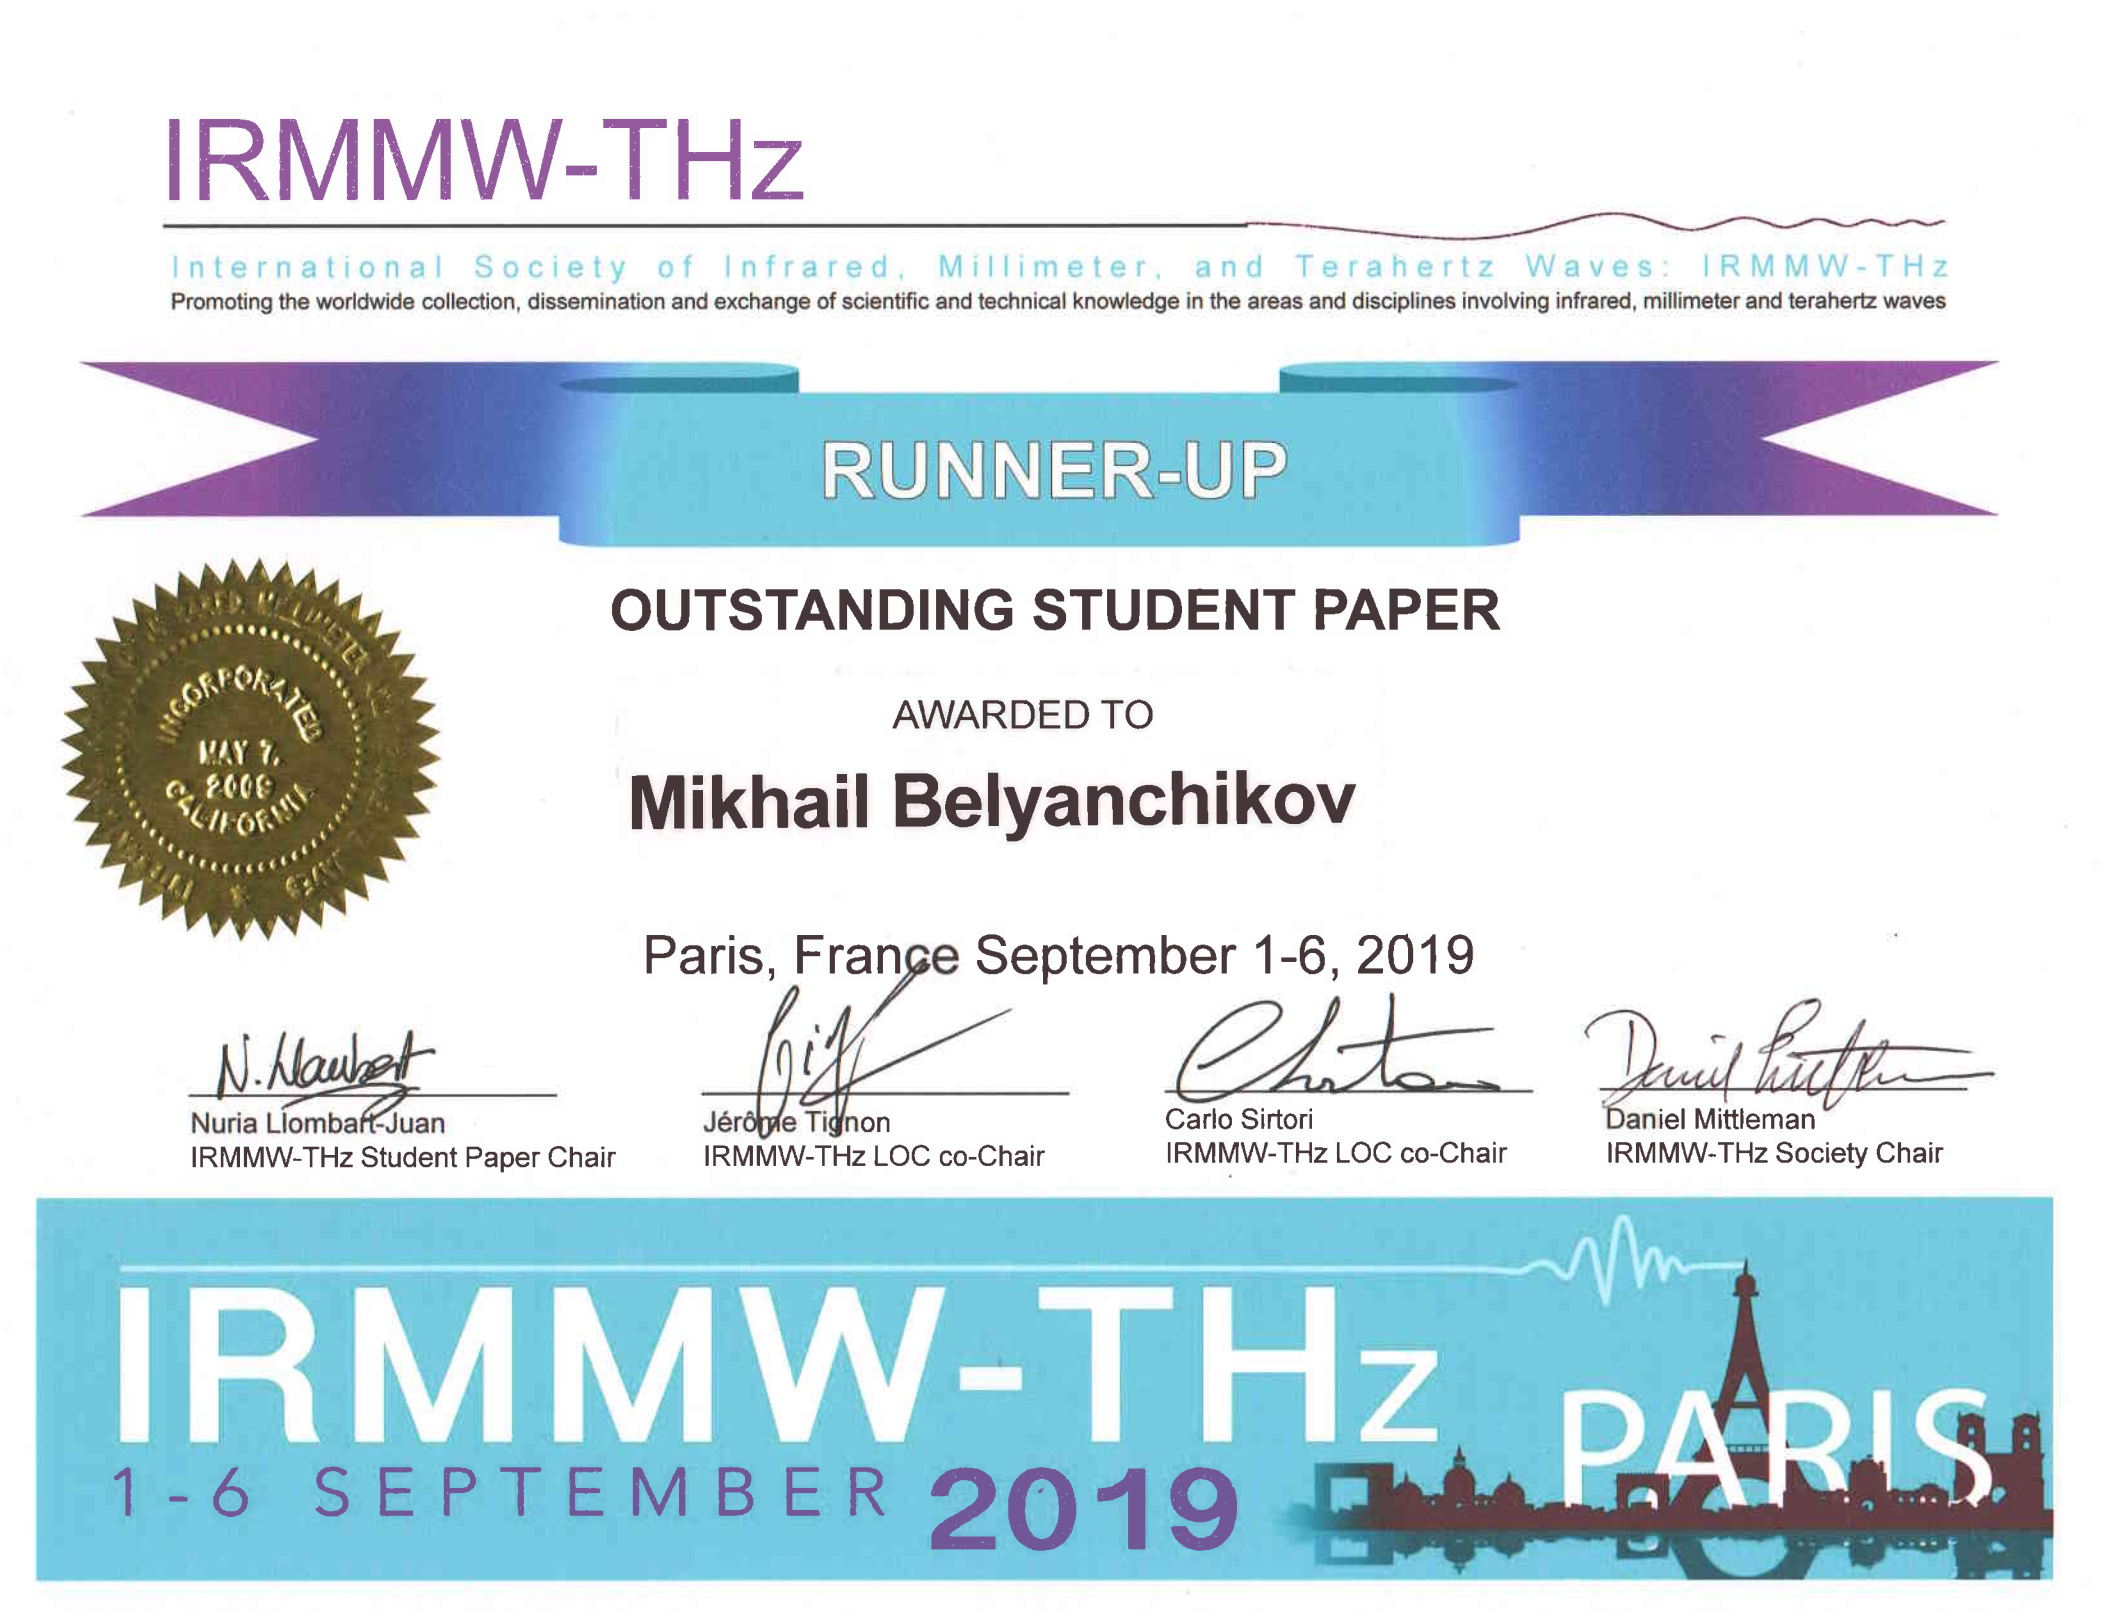 IRMMW-THz
International Society of Infrared, Millimeter, and Terahertz Waves: IRMMW-THz
Promoting the worldwide collection, dissemination and exchange of scientific and technical knowledge in the areas and disciplines involving infrared, millimeter and terahertz waves
RUNNER-UP
OUTSTANDING STUDENT PAPER
INCORPORATED
MAY 7,
CALIFORNIA
AWARDED TO
Mikhail Belyanchikov
Paris, France September 1-6, 2019
Nuria Llombart-Juan
IRMMW-THz Student Paper Chair
Jérôme Tignon
IRMMW-THz LOC co-Chair
Carlo Sirtori
IRMMW-THz LOC co-Chair
Daniel Mittleman
IRMMW-THz Society Chair
IRMMW-THz
PARIS
1-6 SEPTEMBER 2019